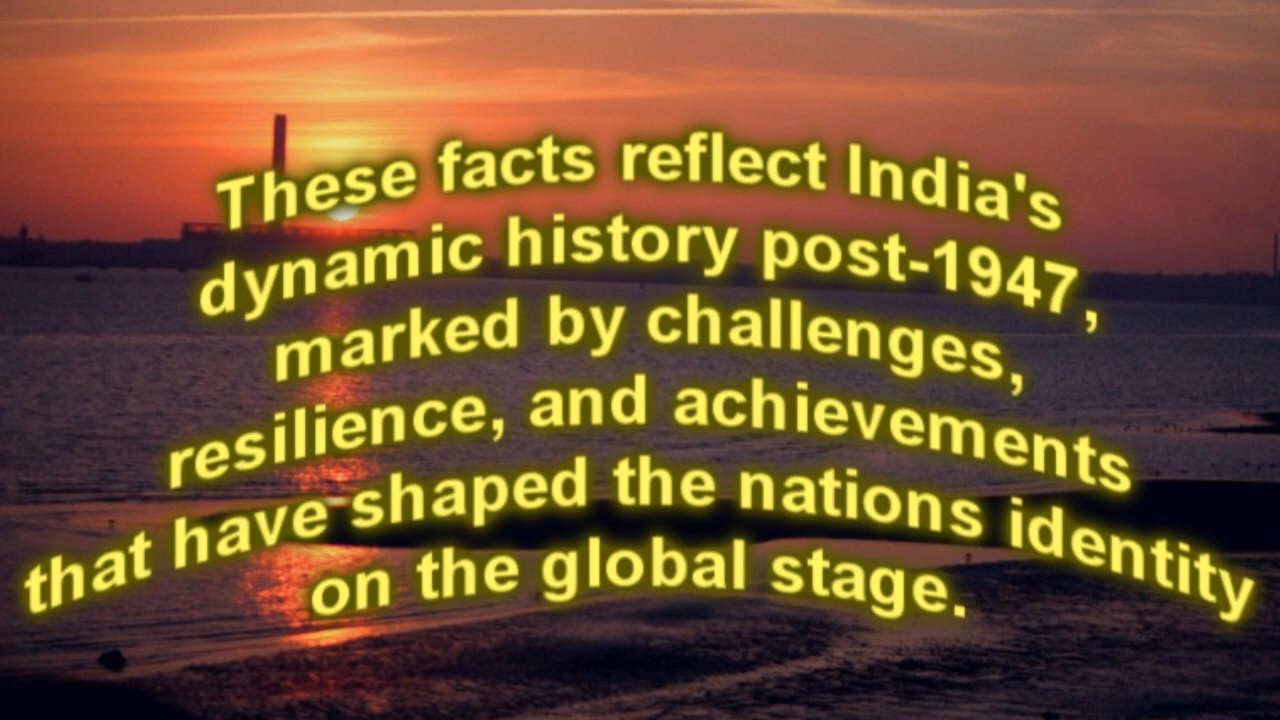 These facts reflect India's
dynamic history post-1947,
marked by challenges,
resilience, and achievements
that have shaped the nations identity
on the global stage.